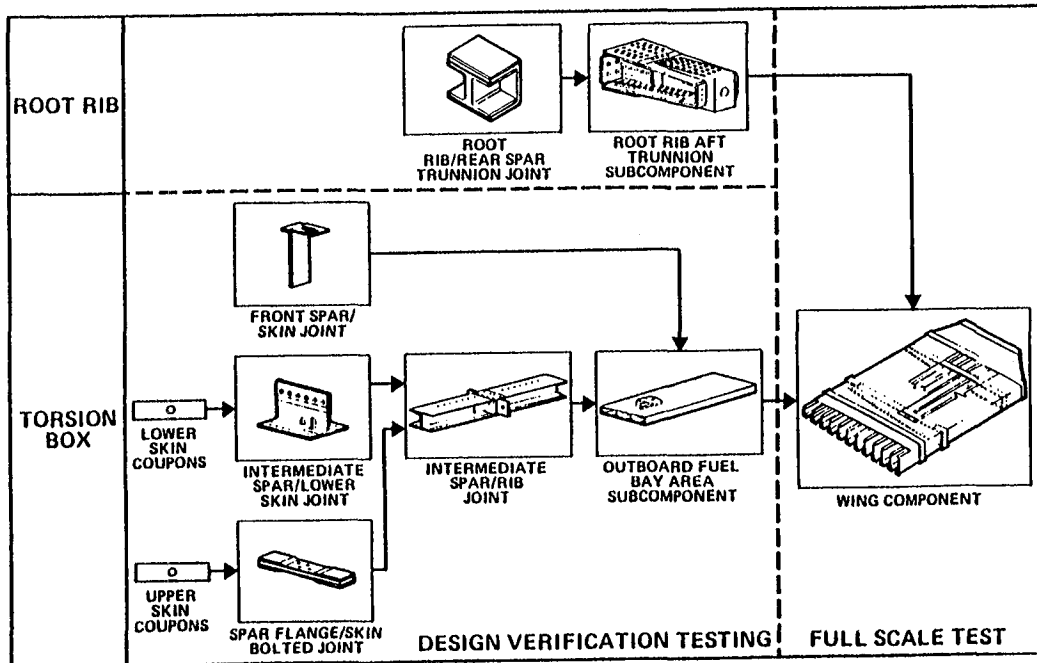 ROOT RIB
ROOT
RIB/REAR SPAR
TRUNNION JOINT
ROOT RIB AFT
TRUNNION
SUBCOMPONENT
TORSION
BOX
FRONT SPAR/
SKIN JOINT
LOWER
SKIN
COUPONS
INTERMEDIATE
SPAR/LOWER
SKIN JOINT
INTERMEDIATE
SPAR/RIB
JOINT
OUTBOARD FUEL
BAY AREA
SUBCOMPONENT
WING COMPONENT
UPPER
SKIN
COUPONS
SPAR FLANGE/SKIN
BOLTED JOINT
DESIGN VERIFICATION TESTING
FULL SCALE TEST